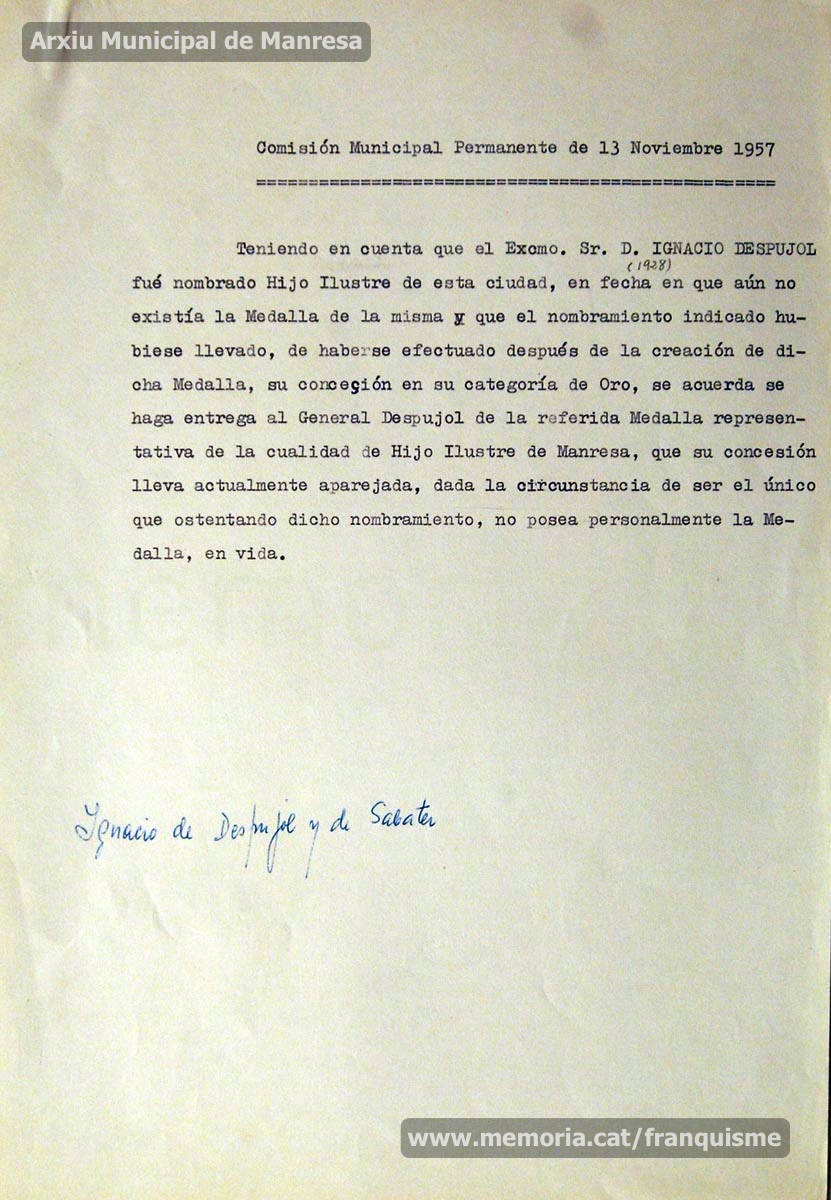 Arxiu Municipal de Manresa
Comisión Municipal Permanente de 13 Noviembre 1957
==================================================
Teniendo en cuenta que el Excmo. Sr. D. IGNACIO DESPUJOL
(1928)
fué nombrado Hijo Ilustre de esta ciudad, en fecha en que aún no
existía la Medalla de la misma y que el nombramiento indicado hu-
biese llevado, de haberse efectuado después de la creación de di-
cha Medalla, su concesión en su categoría de Oro, se acuerda se
haga entrega al General Despujol de la referida Medalla represen-
tativa de la cualidad de Hijo Ilustre de Manresa, que su concesión
lleva actualmente aparejada, dada la circunstancia de ser el único
que ostentando dicho nombramiento, no posea personalmente la Me-
dalla, en vida.
Ignacio de Despujol y de Sabater
www.memoria.cat/franquisme